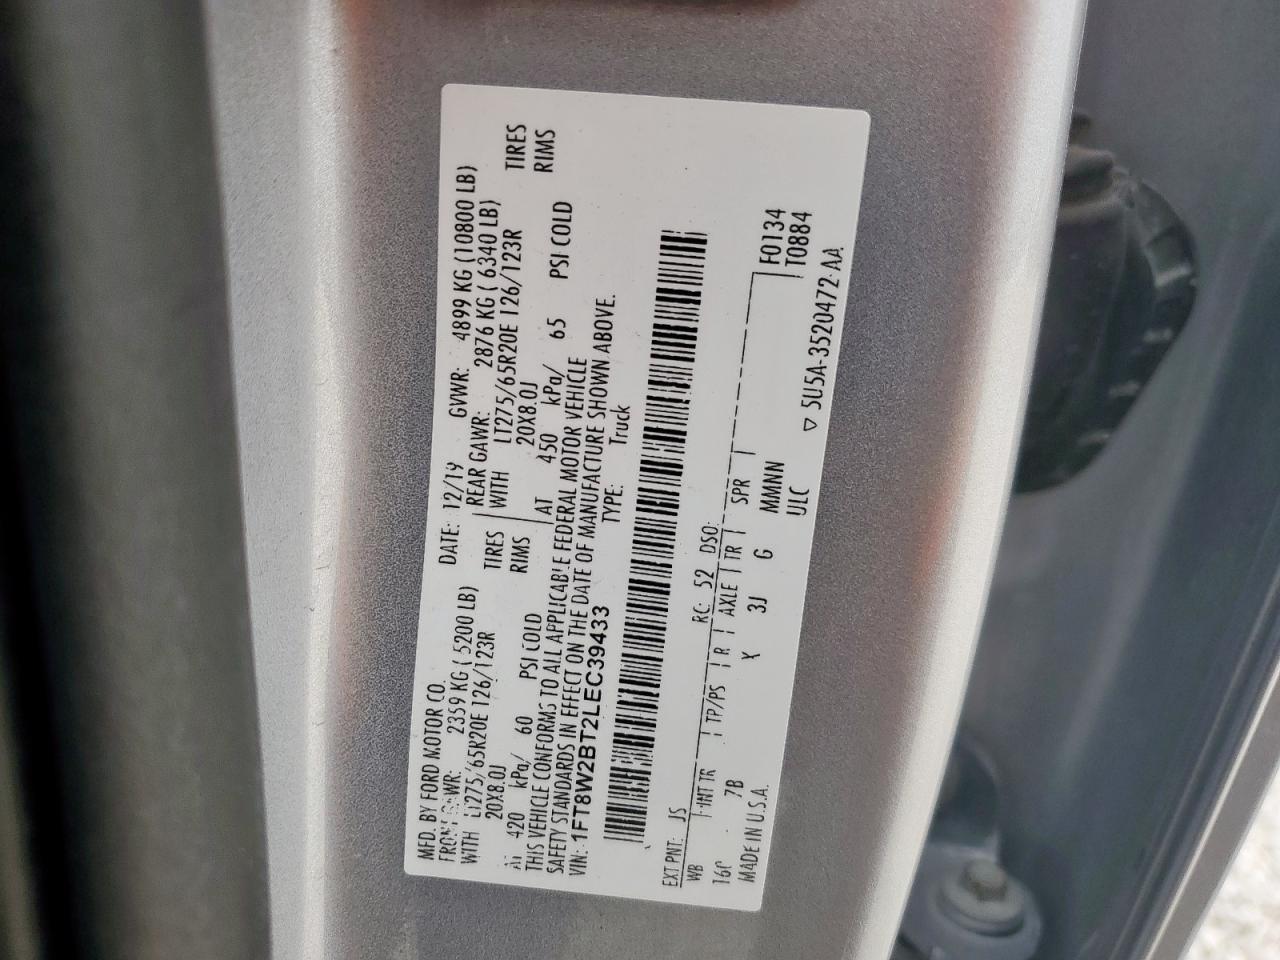 MFD. BY FORD MOTOR CO.
DATE: 12/19 GVWR: 4899 KG (10800 LB)
FRONT GAWR: 2359 KG (5200 LB) REAR GAWR: 2876 KG (6340 LB)
WITH LT275/65R20E 126/123R TIRES WITH LT275/65R20E 126/123R TIRES
20X8.0J RIMS 20X8.0J RIMS
AT 420 kPa/ 60 PSI COLD AT 450 kPa/ 65 PSI COLD
THIS VEHICLE CONFORMS TO ALL APPLICABLE FEDERAL MOTOR VEHICLE
SAFETY STANDARDS IN EFFECT ON THE DATE OF MANUFACTURE SHOWN ABOVE.
VIN: 1FT8W2BT2LEC39433 TYPE: Truck
EXT PNT: JS RC: 52 DSO:
WB INT TR TP/PS R AXLE TR SPR
160 7B Y 3J G MMNN F0134
ULC T0884
MADE IN U.S.A. ▽ 5U5A-3520472-AA